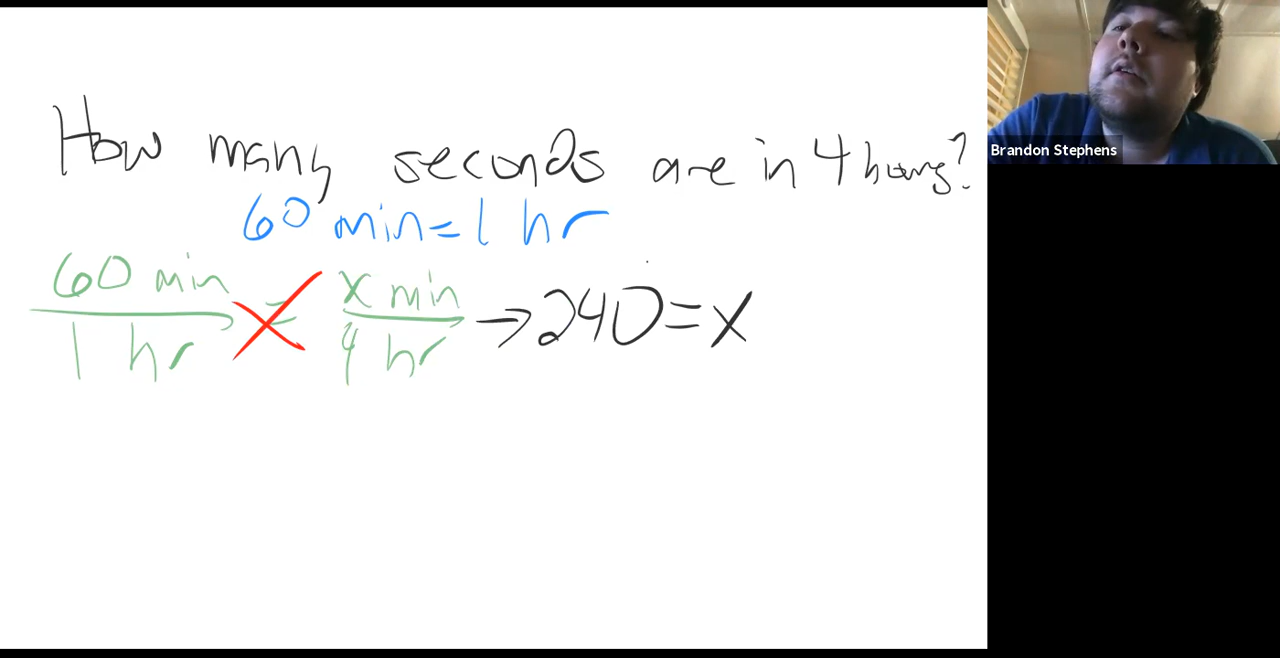 How many seconds are in 4 hours?
60 min = 1 hr
60 min / 1 hr = x min / 4 hr → 240 = x
Brandon Stephens